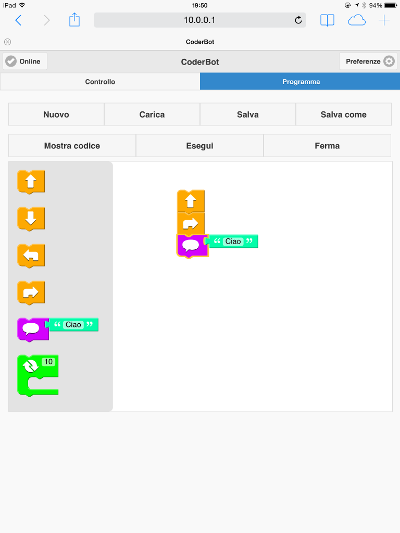 iPad 19:50 94%
10.0.0.1
CoderBot
Online CoderBot Preferenze
Controllo Programma
Nuovo Carica Salva Salva come
Mostra codice Esegui Ferma
“ Ciao ”
“ Ciao ”
10